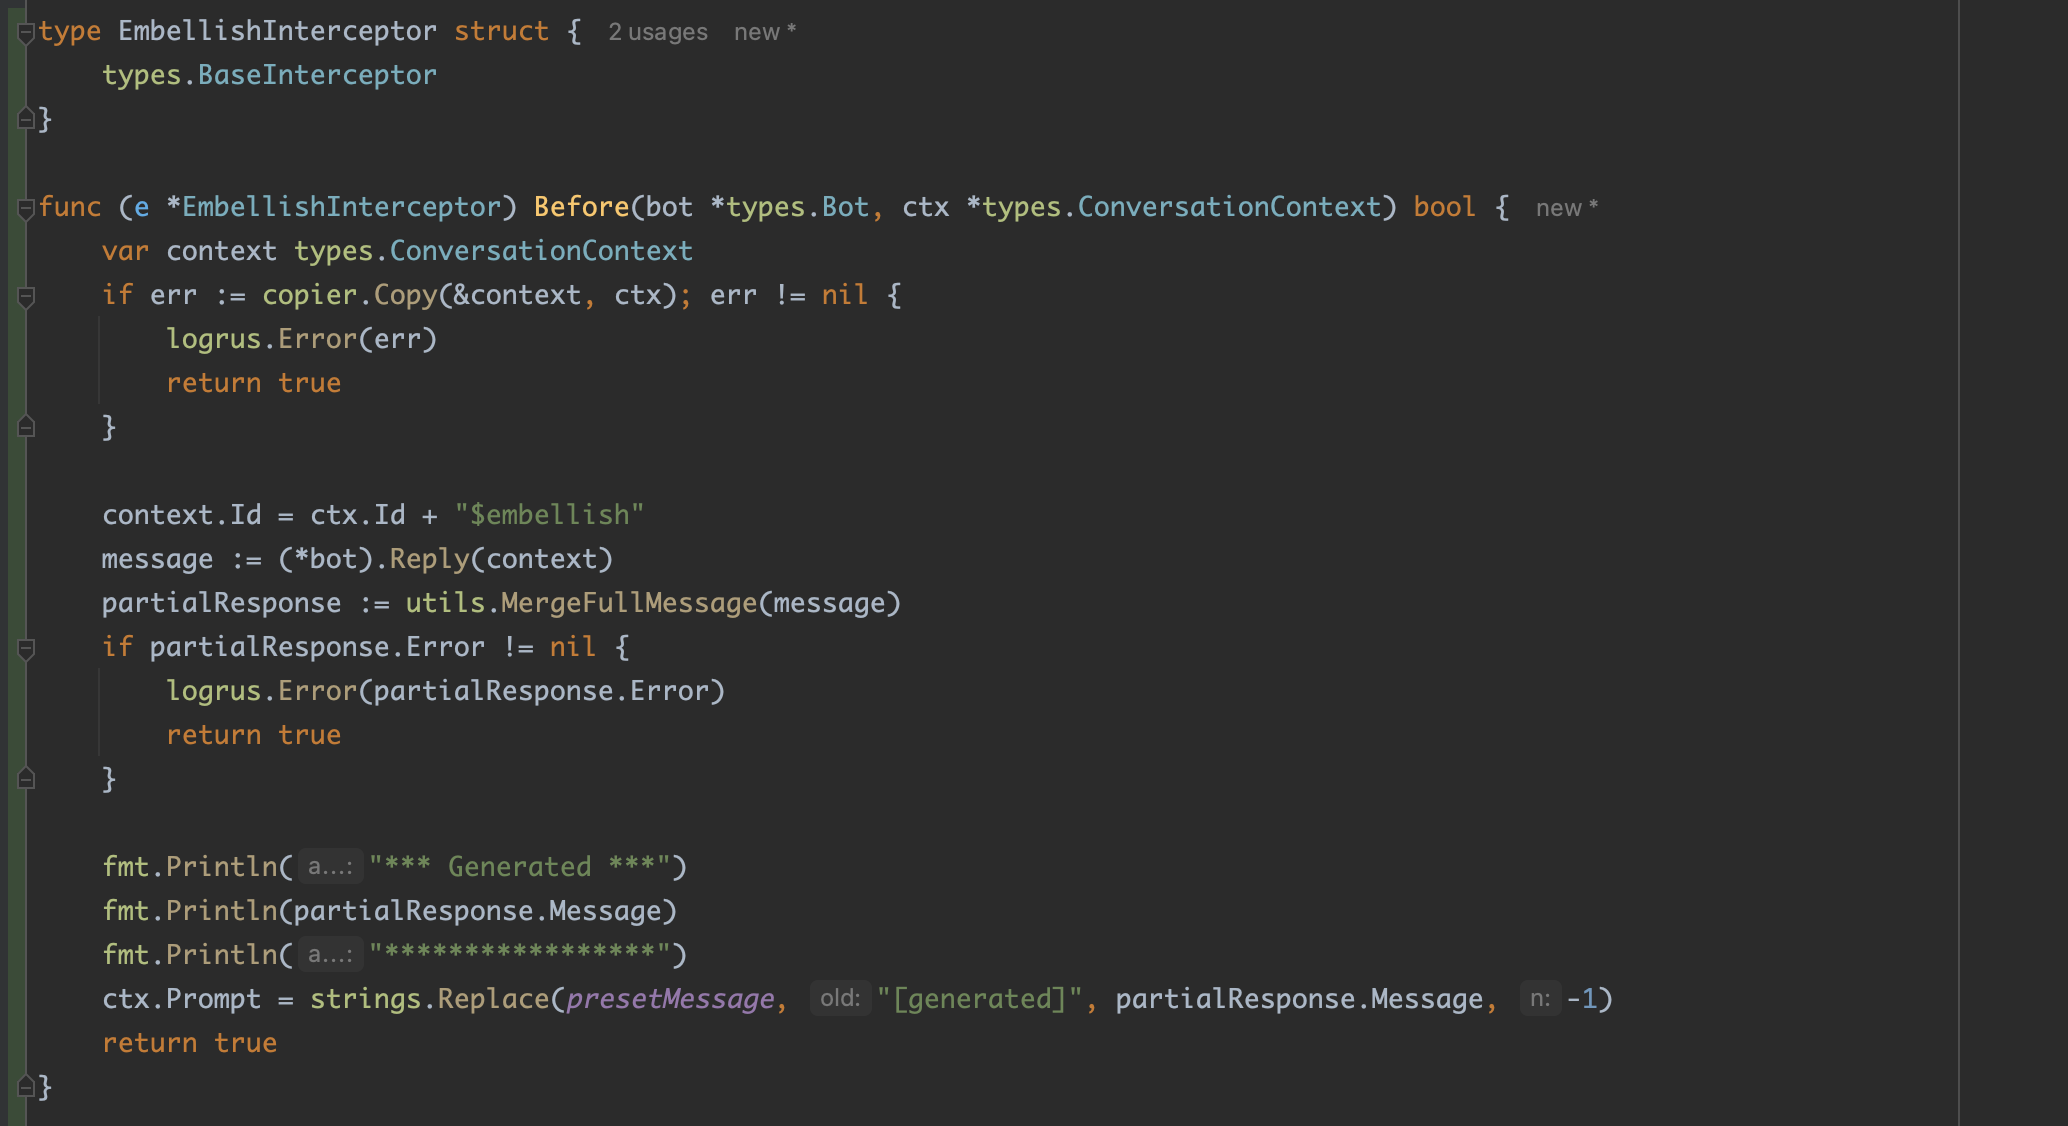 type EmbellishInterceptor struct {  2 usages  new *
    types.BaseInterceptor
}
func (e *EmbellishInterceptor) Before(bot *types.Bot, ctx *types.ConversationContext) bool {  new *
    var context types.ConversationContext
    if err := copier.Copy(&context, ctx); err != nil {
        logrus.Error(err)
        return true
    }
    context.Id = ctx.Id + "$embellish"
    message := (*bot).Reply(context)
    partialResponse := utils.MergeFullMessage(message)
    if partialResponse.Error != nil {
        logrus.Error(partialResponse.Error)
        return true
    }
    fmt.Println( a...: "*** Generated ***")
    fmt.Println(partialResponse.Message)
    fmt.Println( a...: "*****************")
    ctx.Prompt = strings.Replace(presetMessage, old: "[generated]", partialResponse.Message, n: -1)
    return true
}